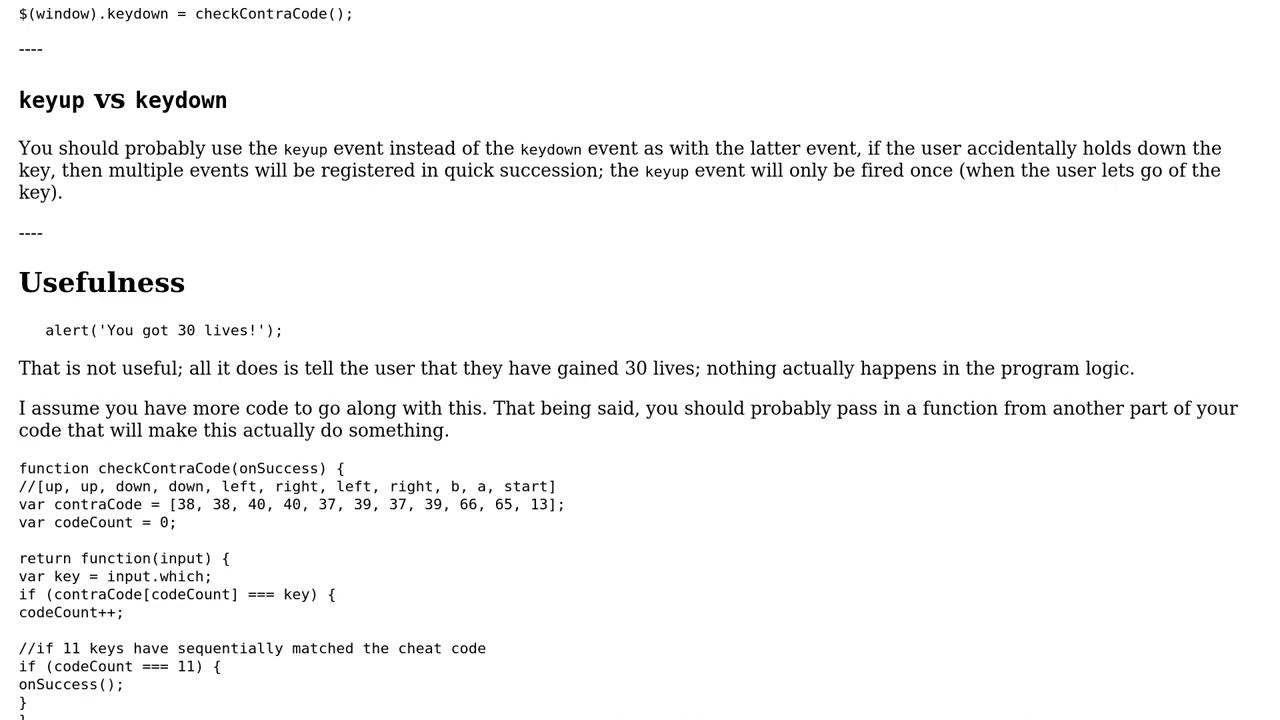 $(window).keydown = checkContraCode();
----
keyup vs keydown
You should probably use the keyup event instead of the keydown event as with the latter event, if the user accidentally holds down the
key, then multiple events will be registered in quick succession; the keyup event will only be fired once (when the user lets go of the
key).
----
Usefulness
alert('You got 30 lives!');
That is not useful; all it does is tell the user that they have gained 30 lives; nothing actually happens in the program logic.
I assume you have more code to go along with this. That being said, you should probably pass in a function from another part of your
code that will make this actually do something.
function checkContraCode(onSuccess) {
//[up, up, down, down, left, right, left, right, b, a, start]
var contraCode = [38, 38, 40, 40, 37, 39, 37, 39, 66, 65, 13];
var codeCount = 0;
return function(input) {
var key = input.which;
if (contraCode[codeCount] === key) {
codeCount++;
//if 11 keys have sequentially matched the cheat code
if (codeCount === 11) {
onSuccess();
}
}